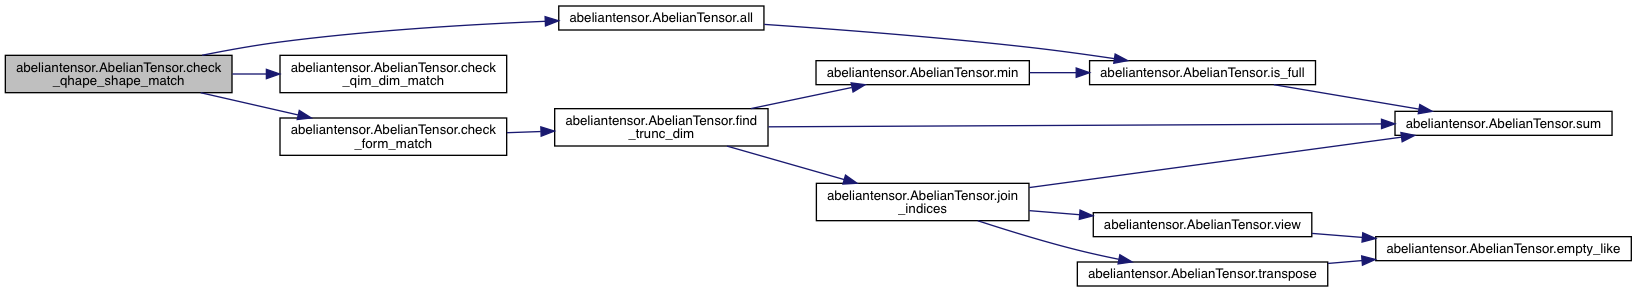 abeliantensor.AbelianTensor.check
_qhape_shape_match
abeliantensor.AbelianTensor.all
abeliantensor.AbelianTensor.check
_qim_dim_match
abeliantensor.AbelianTensor.check
_form_match
abeliantensor.AbelianTensor.find
_trunc_dim
abeliantensor.AbelianTensor.min
abeliantensor.AbelianTensor.join
_indices
abeliantensor.AbelianTensor.is_full
abeliantensor.AbelianTensor.view
abeliantensor.AbelianTensor.transpose
abeliantensor.AbelianTensor.sum
abeliantensor.AbelianTensor.empty_like